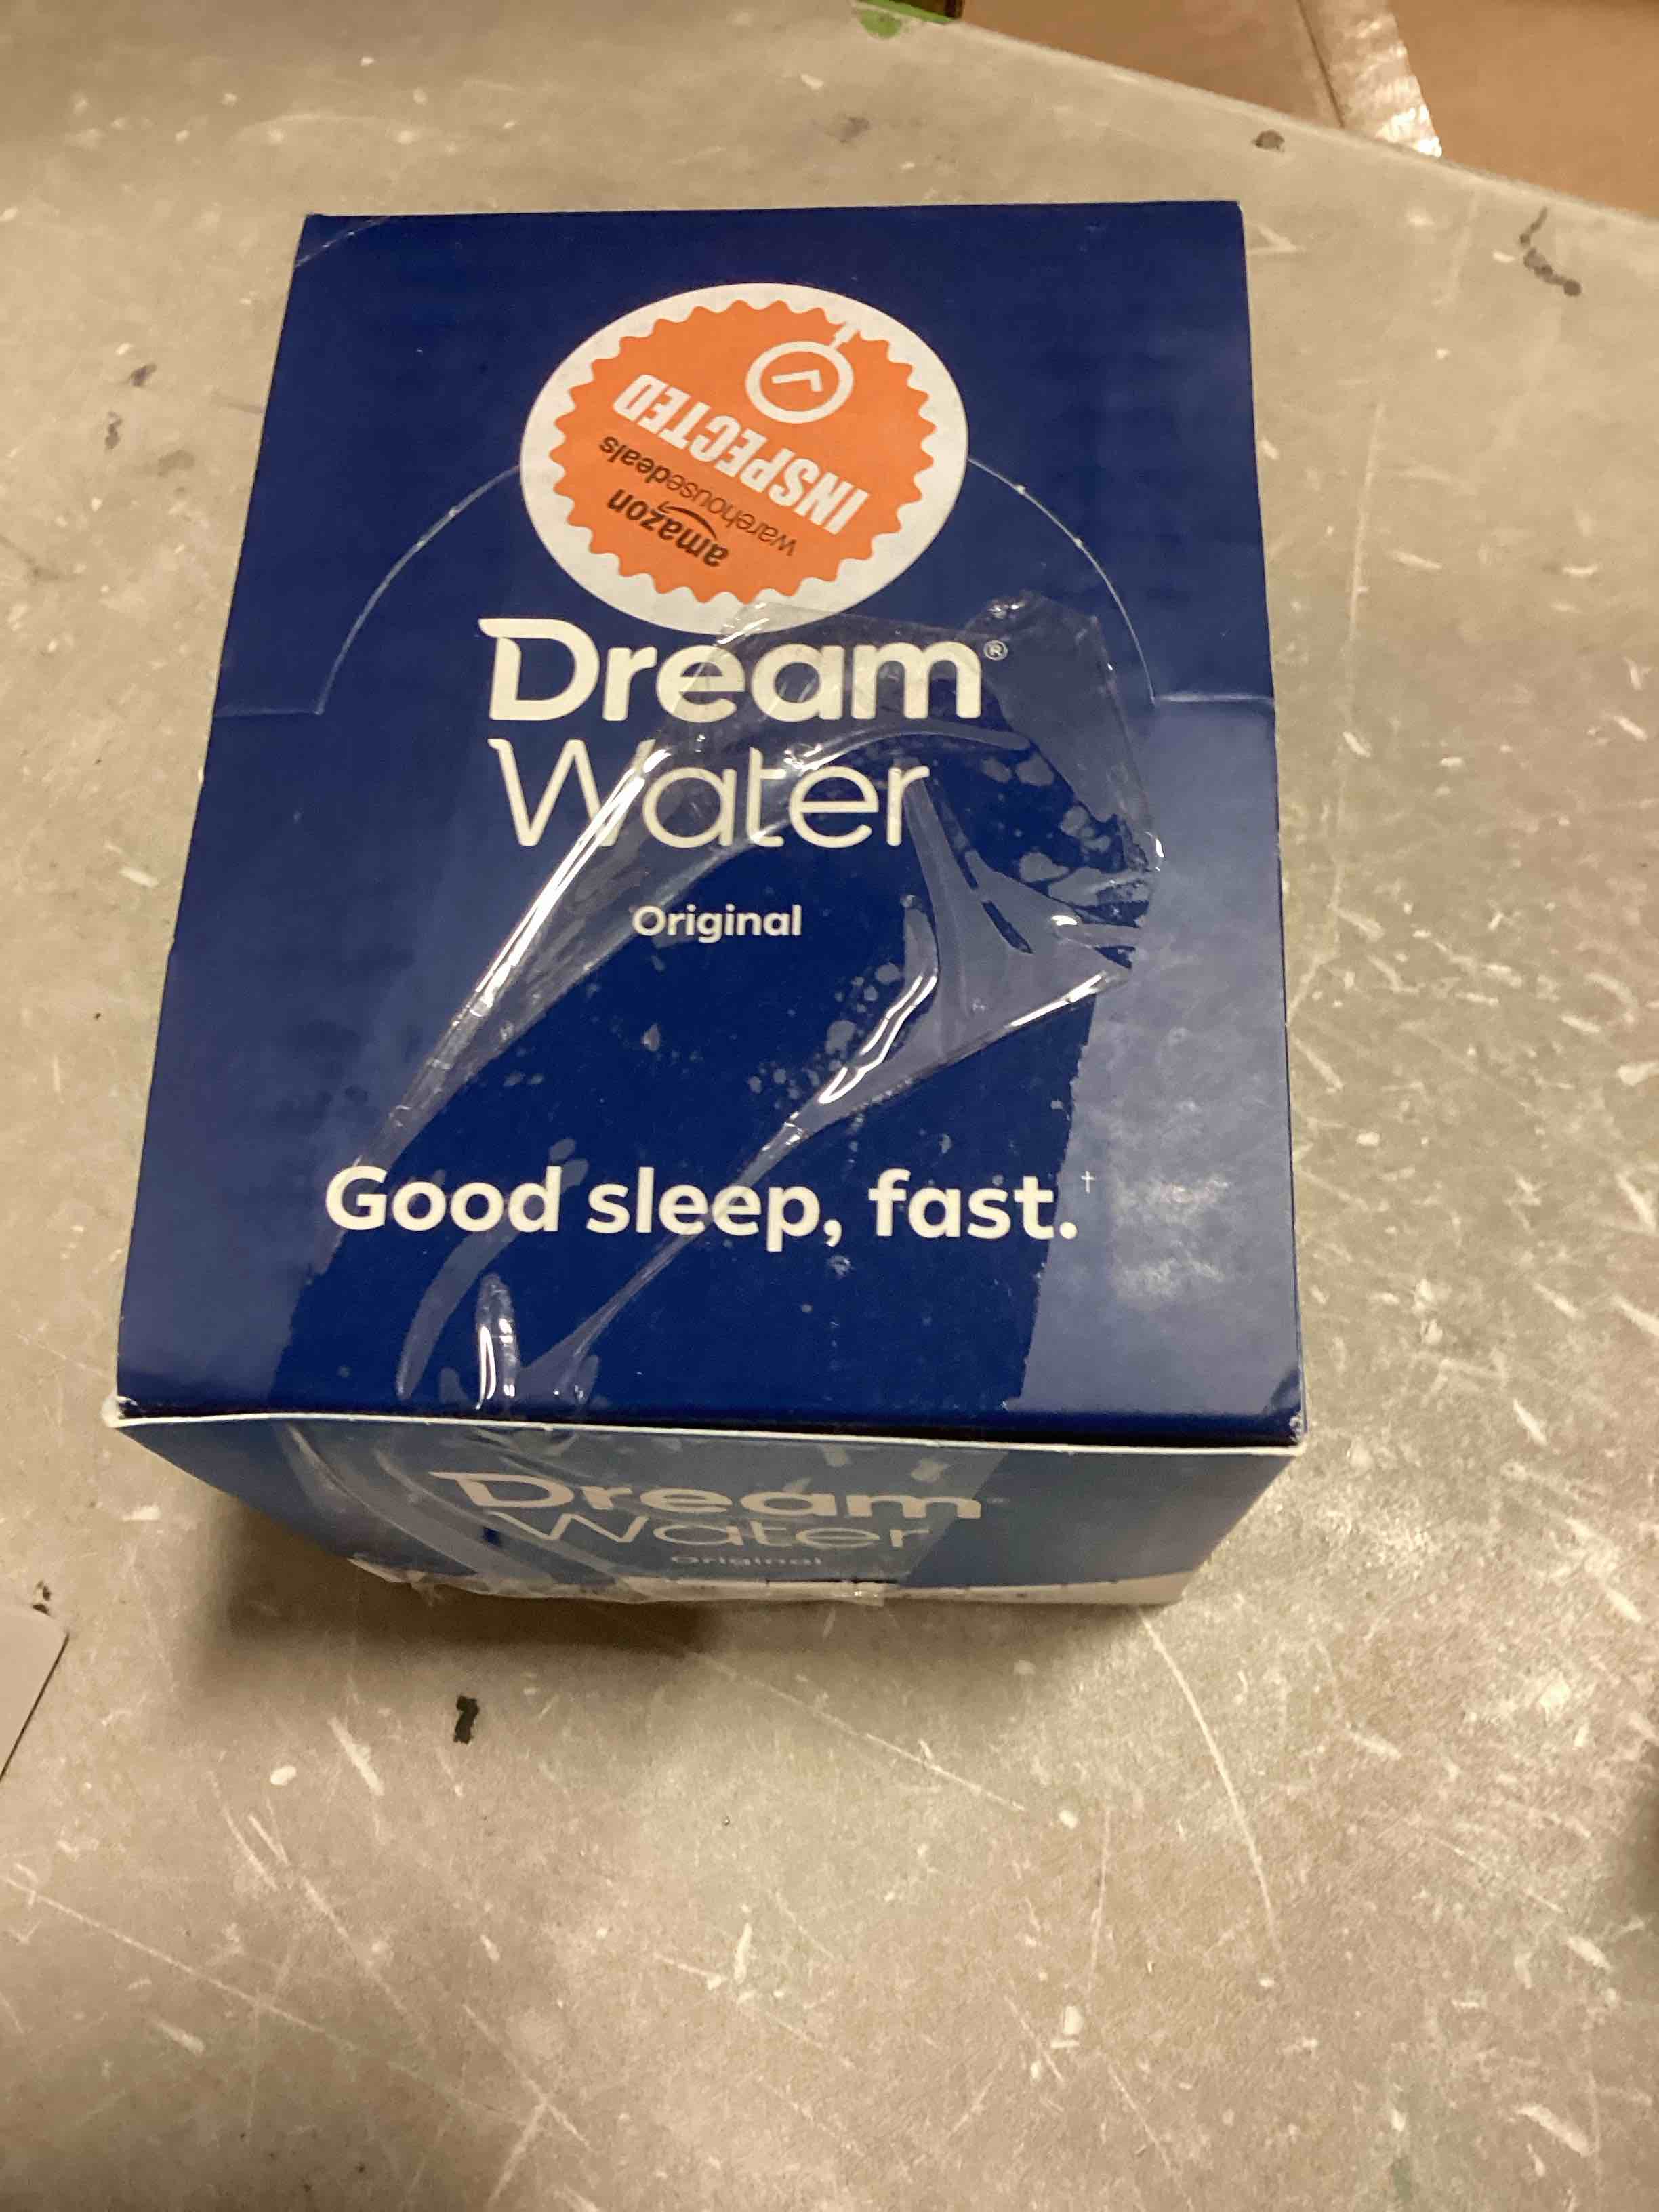 amazon
warehousedeals
INSPECTED
Dream®
Water
Original
Good sleep, fast.†
Dream
Water
Original